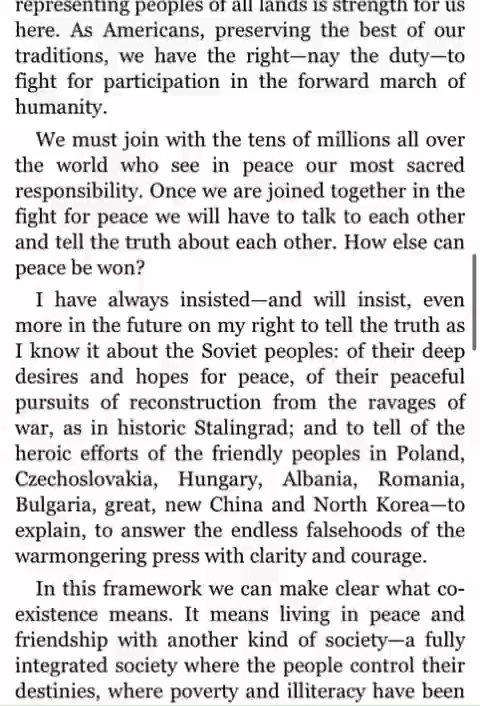 representing peoples of all lands is strength for us
here. As Americans, preserving the best of our
traditions, we have the right—nay the duty—to
fight for participation in the forward march of
humanity.
We must join with the tens of millions all over
the world who see in peace our most sacred
responsibility. Once we are joined together in the
fight for peace we will have to talk to each other
and tell the truth about each other. How else can
peace be won?
I have always insisted—and will insist, even
more in the future on my right to tell the truth as
I know it about the Soviet peoples: of their deep
desires and hopes for peace, of their peaceful
pursuits of reconstruction from the ravages of
war, as in historic Stalingrad; and to tell of the
heroic efforts of the friendly peoples in Poland,
Czechoslovakia, Hungary, Albania, Romania,
Bulgaria, great, new China and North Korea—to
explain, to answer the endless falsehoods of the
warmongering press with clarity and courage.
In this framework we can make clear what co-
existence means. It means living in peace and
friendship with another kind of society—a fully
integrated society where the people control their
destinies, where poverty and illiteracy have been